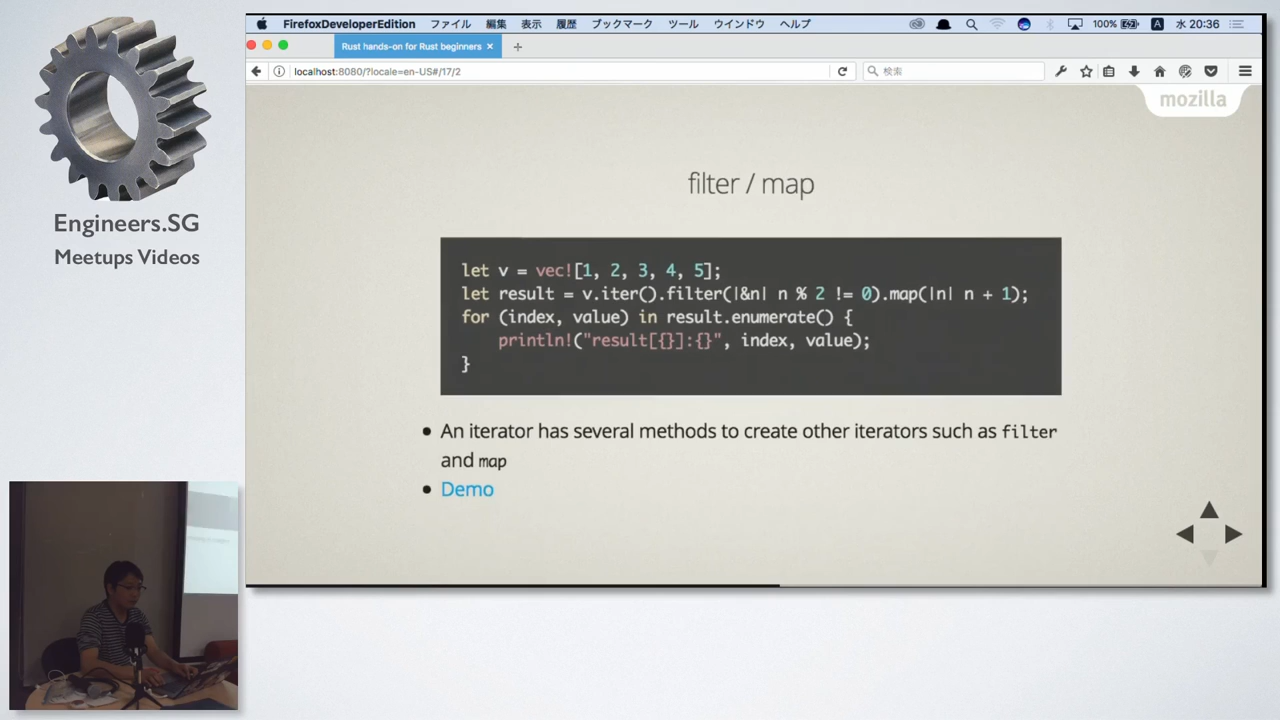 Engineers.SG
Meetups Videos
FirefoxDeveloperEdition ファイル 編集 表示 履歴 ブックマーク ツール ウインドウ ヘルプ 100% A 水 20:36
Rust hands-on for Rust beginners
localhost:8080/?locale=en-US#/17/2
検索
mozilla
filter / map
let v = vec![1, 2, 3, 4, 5];
let result = v.iter().filter(|&n| n % 2 != 0).map(|n| n + 1);
for (index, value) in result.enumerate() {
println!("result[{}]:{}", index, value);
}
• An iterator has several methods to create other iterators such as filter
and map
• Demo